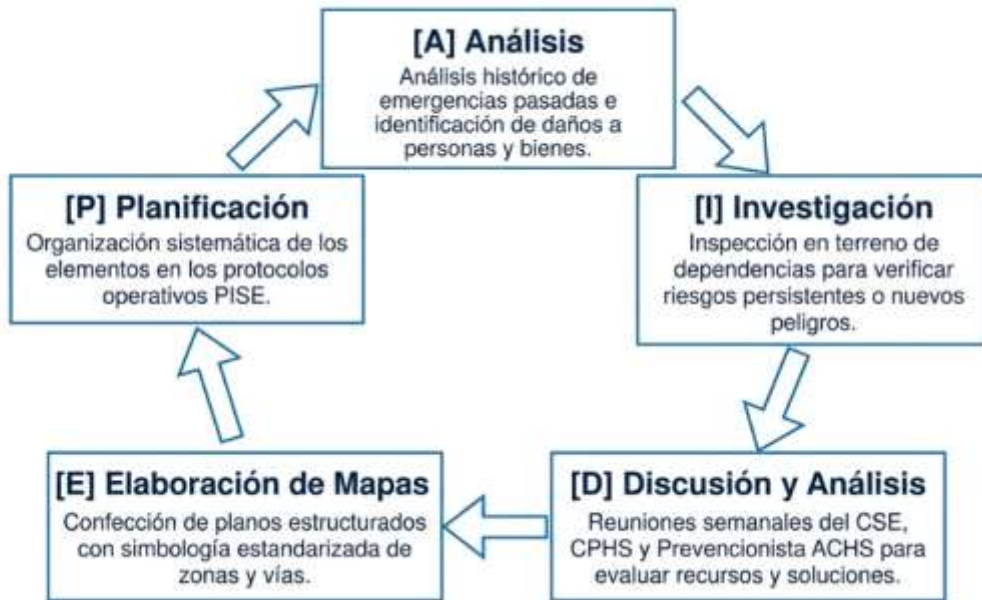 [A] Análisis
Análisis histórico de
emergencias pasadas e
identificación de daños a
personas y bienes.
[I] Investigación
Inspección en terreno de
dependencias para verificar
riesgos persistentes o nuevos
peligros.
[D] Discusión y Análisis
Reuniones semanales del CSE,
CPHS y Prevencionista ACHS para
evaluar recursos y soluciones.
[E] Elaboración de Mapas
Confección de planos estructurados
con simbología estandarizada de
zonas y vías.
[P] Planificación
Organización sistemática de los
elementos en los protocolos
operativos PISE.